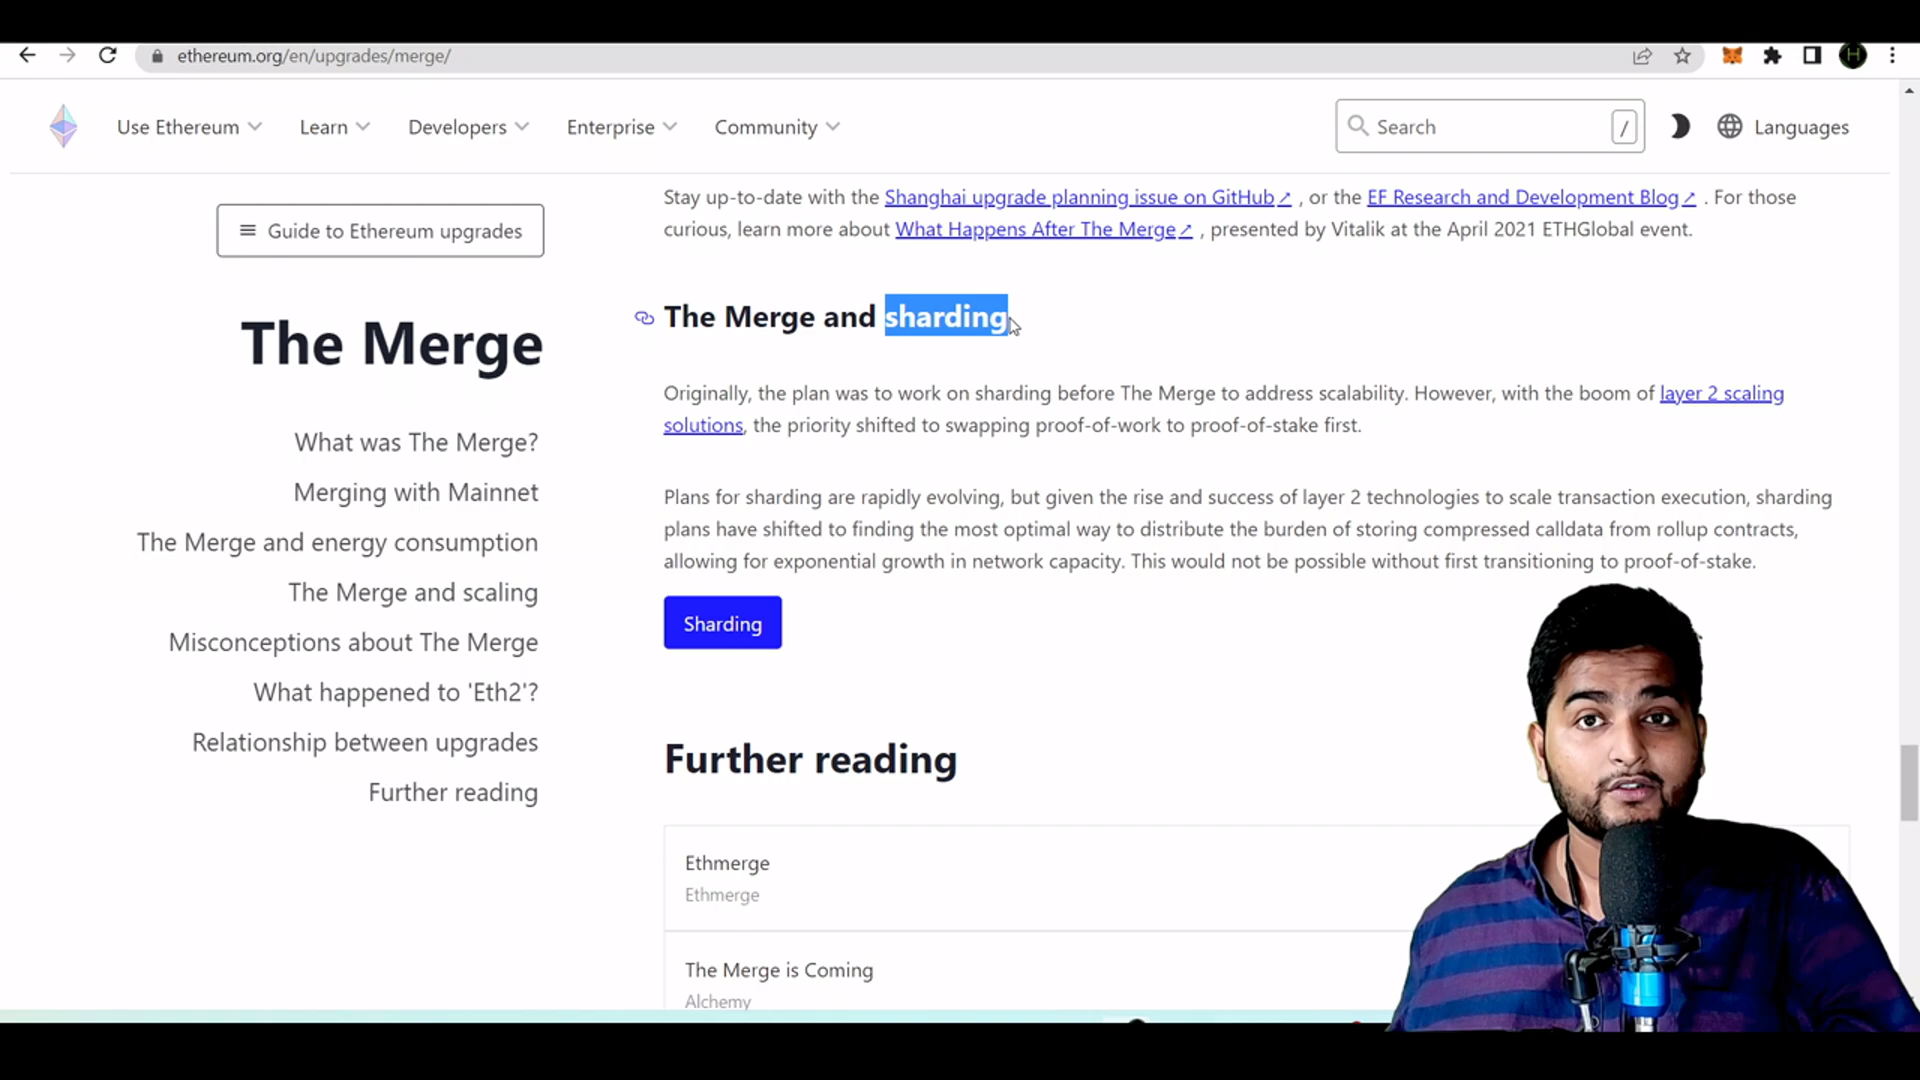 ethereum.org/en/upgrades/merge/
H
Use Ethereum Learn Developers Enterprise Community Search / Languages
Guide to Ethereum upgrades
The Merge
What was The Merge?
Merging with Mainnet
The Merge and energy consumption
The Merge and scaling
Misconceptions about The Merge
What happened to 'Eth2'?
Relationship between upgrades
Further reading
Stay up-to-date with the Shanghai upgrade planning issue on GitHub↗ , or the EF Research and Development Blog↗ . For those
curious, learn more about What Happens After The Merge↗ , presented by Vitalik at the April 2021 ETHGlobal event.
The Merge and sharding
Originally, the plan was to work on sharding before The Merge to address scalability. However, with the boom of layer 2 scaling
solutions, the priority shifted to swapping proof-of-work to proof-of-stake first.
Plans for sharding are rapidly evolving, but given the rise and success of layer 2 technologies to scale transaction execution, sharding
plans have shifted to finding the most optimal way to distribute the burden of storing compressed calldata from rollup contracts,
allowing for exponential growth in network capacity. This would not be possible without first transitioning to proof-of-stake.
Sharding
Further reading
Ethmerge
Ethmerge
The Merge is Coming
Alchemy